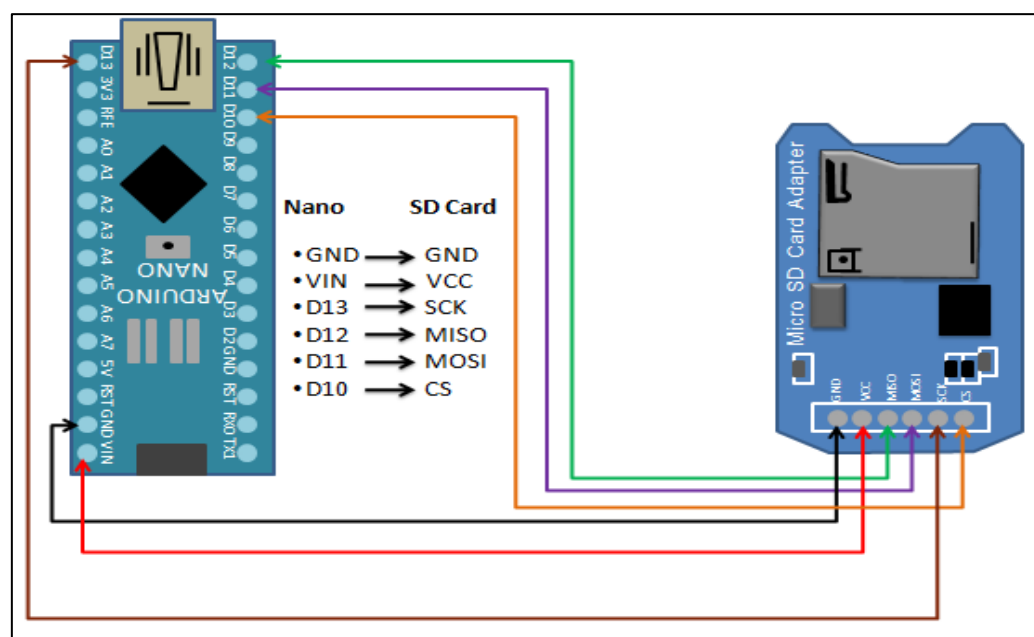 D13
3V3
RFE
A0
A1
A2
A3
A4
A5
A6
A7
5V
RST
GND
VIN
D12
D11
D10
D9
D8
D7
D6
D5
D4
D3
D2
GND
RST
RX0
TX1
NANO
ARDUINO
Nano SD Card
•GND GND
•VIN VCC
•D13 SCK
•D12 MISO
•D11 MOSI
•D10 CS
Micro SD Card Adapter
GND
VCC
MISO
MOSI
SCK
CS